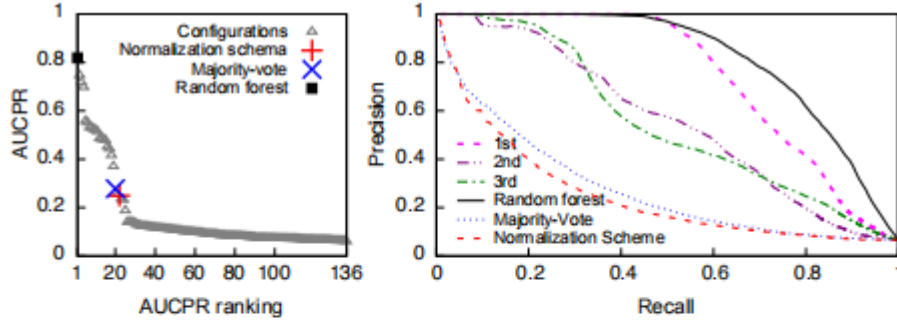 1
0.8
0.6
0.4
0.2
0
1 20 40 60 80 100 136
AUCPR
AUCPR ranking
Configurations
Normalization schema
Majority-vote
Random forest
1
0.8
0.6
0.4
0.2
0
0 0.2 0.4 0.6 0.8 1
Precision
Recall
1st
2nd
3rd
Random forest
Majority-Vote
Normalization Scheme